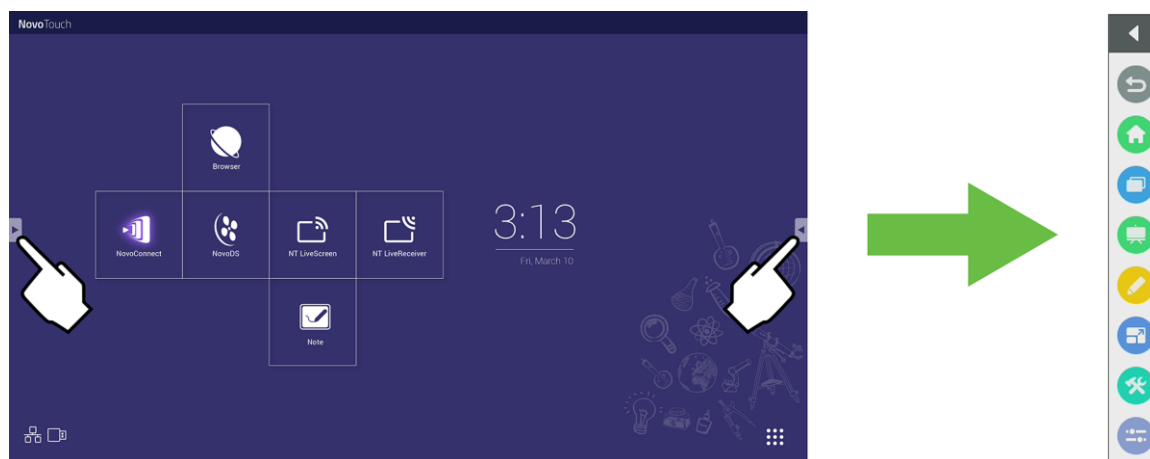 NovoTouch
Browser
NovoConnect
NovoDS
NT LiveScreen
NT LiveReceiver
3:13
Fri, March 10
Note